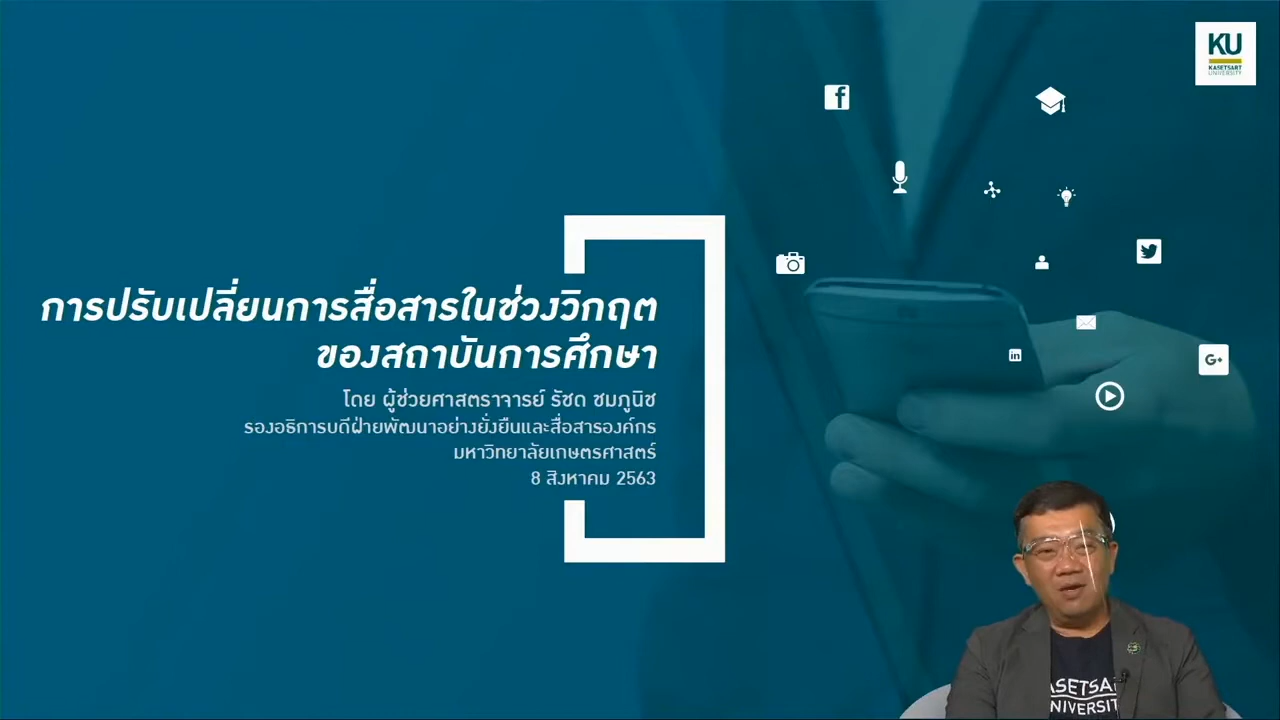 KU
KASETSART
UNIVERSITY
การปรับเปลี่ยนการสื่อสารในช่วงวิกฤต
ของสถาบันการศึกษา
โดย ผู้ช่วยศาสตราจารย์ รัชด ชมภูนิช
รองอธิการบดีฝ่ายพัฒนาอย่างยั่งยืนและสื่อสารองค์กร
มหาวิทยาลัยเกษตรศาสตร์
8 สิงหาคม 2563
f
in
G+
ASETSA
NIVERSIT